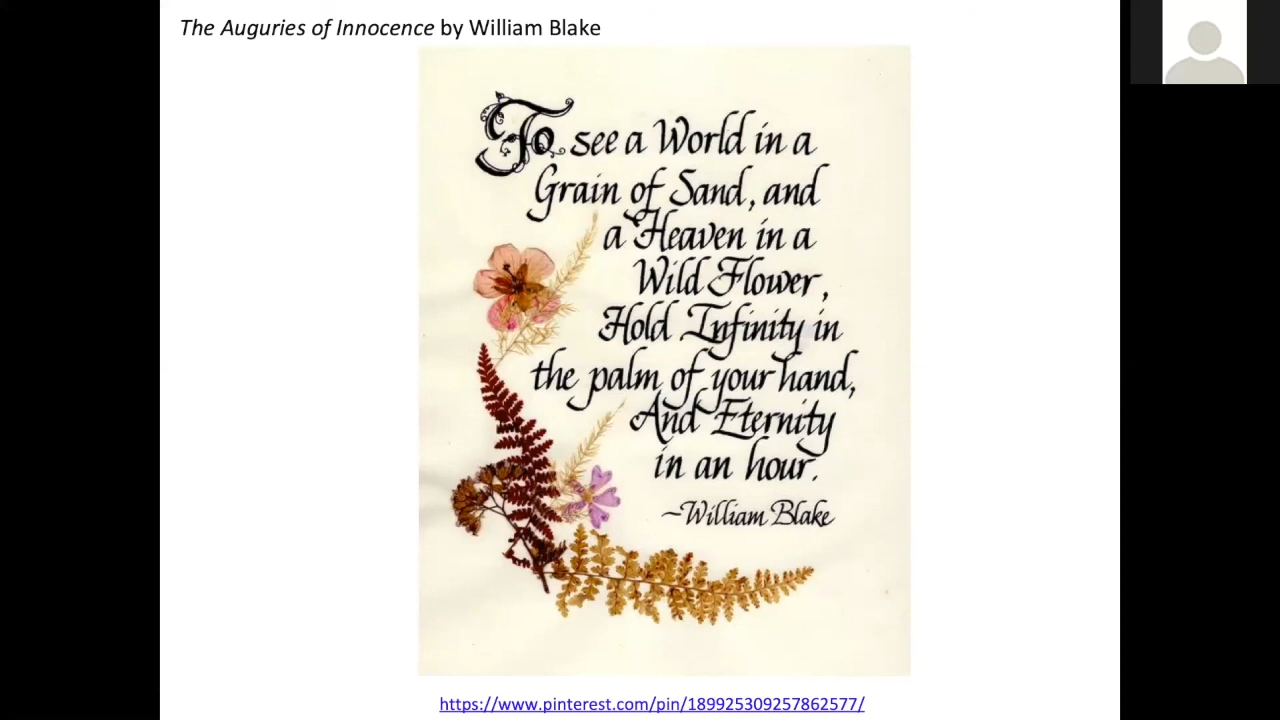 The Auguries of Innocence by William Blake
To see a World in a
Grain of Sand, and
a Heaven in a
Wild Flower,
Hold Infinity in
the palm of your hand,
And Eternity
in an hour.
~William Blake
https://www.pinterest.com/pin/189925309257862577/